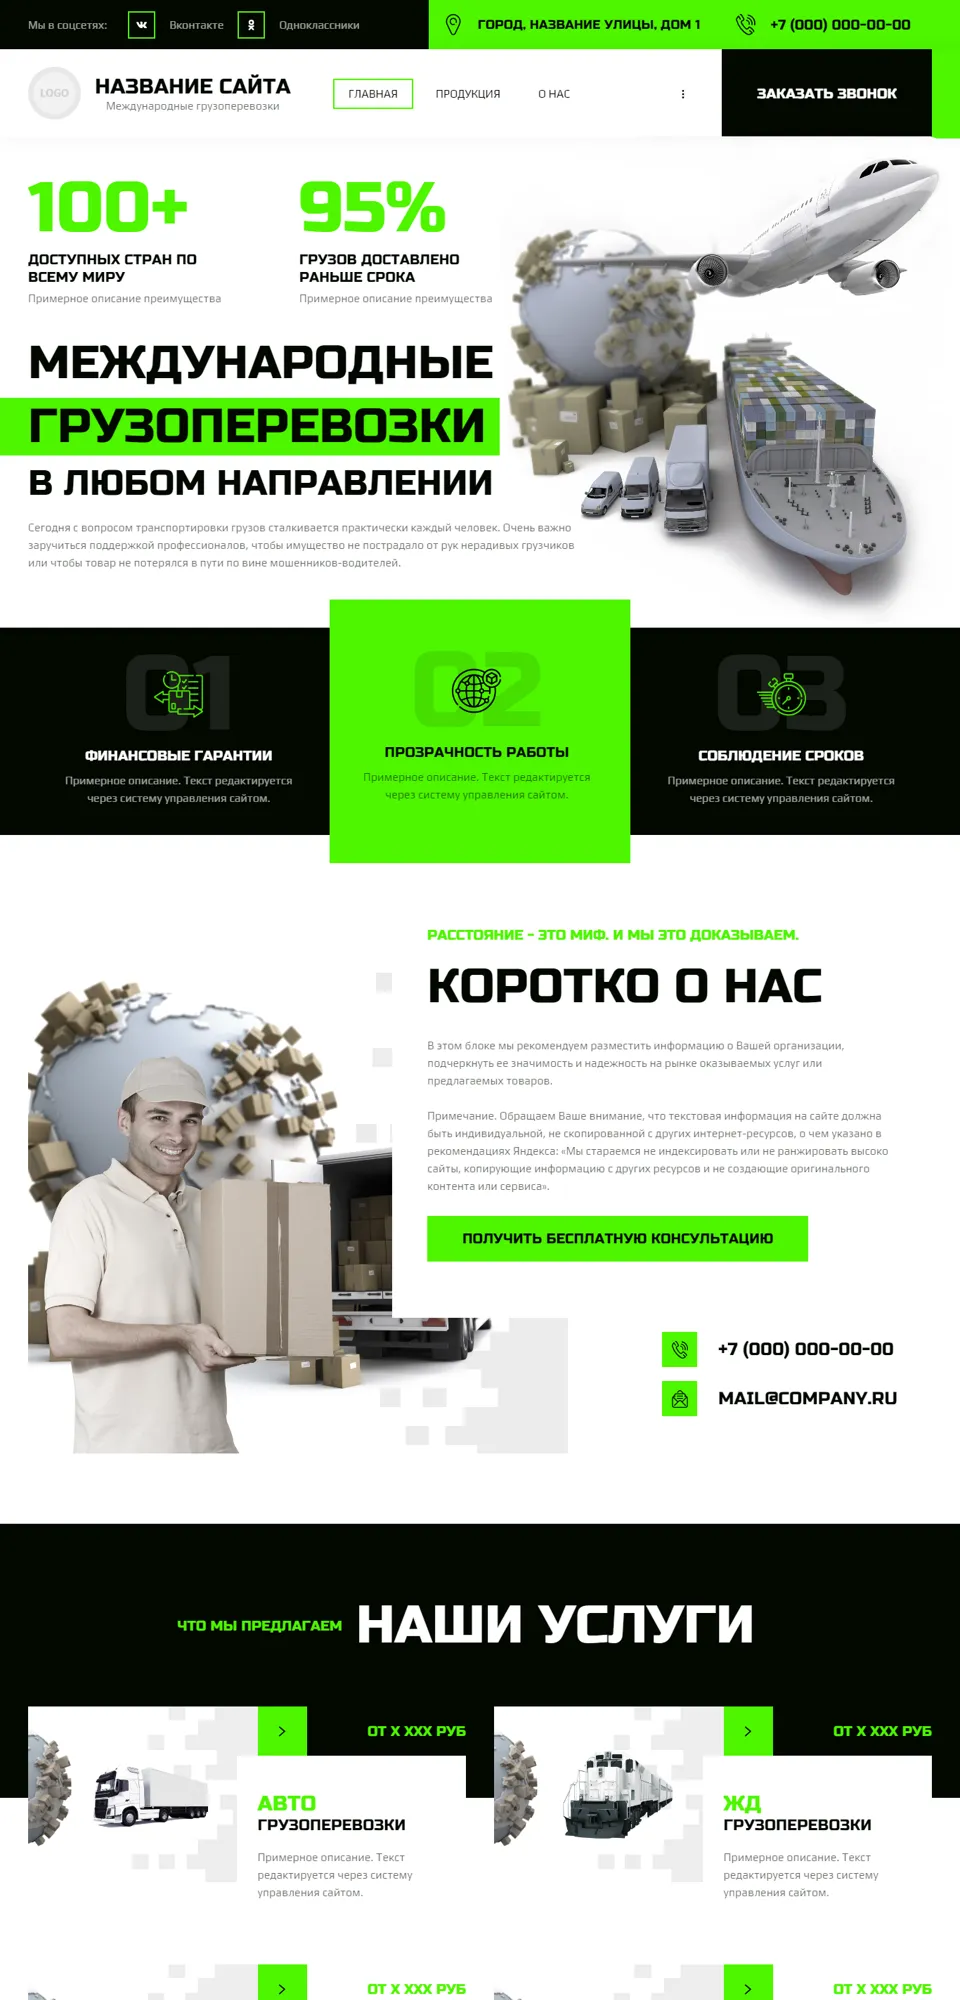 Мы в соцсетях:
Вконтакте
Одноклассники
ГОРОД, НАЗВАНИЕ УЛИЦЫ, ДОМ 1
+7 (000) 000-00-00
LOGO
НАЗВАНИЕ САЙТА
Международные грузоперевозки
ГЛАВНАЯ
ПРОДУКЦИЯ
О НАС
ЗАКАЗАТЬ ЗВОНОК
100+
ДОСТУПНЫХ СТРАН ПО
ВСЕМУ МИРУ
Примерное описание преимущества
95%
ГРУЗОВ ДОСТАВЛЕНО
РАНЬШЕ СРОКА
Примерное описание преимущества
МЕЖДУНАРОДНЫЕ
ГРУЗОПЕРЕВОЗКИ
В ЛЮБОМ НАПРАВЛЕНИИ
Сегодня с вопросом транспортировки грузов сталкивается практически каждый человек. Очень важно
заручиться поддержкой профессионалов, чтобы имущество не пострадало от рук нерадивых грузчиков
или чтобы товар не потерялся в пути по вине мошенников-водителей.
01
ФИНАНСОВЫЕ ГАРАНТИИ
Примерное описание. Текст редактируется
через систему управления сайтом.
02
ПРОЗРАЧНОСТЬ РАБОТЫ
Примерное описание. Текст редактируется
через систему управления сайтом.
03
СОБЛЮДЕНИЕ СРОКОВ
Примерное описание. Текст редактируется
через систему управления сайтом.
РАССТОЯНИЕ - ЭТО МИФ. И МЫ ЭТО ДОКАЗЫВАЕМ.
КОРОТКО О НАС
В этом блоке мы рекомендуем разместить информацию о Вашей организации,
подчеркнуть ее значимость и надежность на рынке оказываемых услуг или
предлагаемых товаров.
Примечание. Обращаем Ваше внимание, что текстовая информация на сайте должна
быть индивидуальной, не скопированной с других интернет-ресурсов, о чем указано в
рекомендациях Яндекса: «Мы стараемся не индексировать или не ранжировать высоко
сайты, копирующие информацию с других ресурсов и не создающие оригинального
контента или сервиса».
ПОЛУЧИТЬ БЕСПЛАТНУЮ КОНСУЛЬТАЦИЮ
+7 (000) 000-00-00
MAIL@COMPANY.RU
ЧТО МЫ ПРЕДЛАГАЕМ
НАШИ УСЛУГИ
ОТ X XXX РУБ
АВТО
ГРУЗОПЕРЕВОЗКИ
Примерное описание. Текст
редактируется через систему
управления сайтом.
ОТ X XXX РУБ
ЖД
ГРУЗОПЕРЕВОЗКИ
Примерное описание. Текст
редактируется через систему
управления сайтом.
ОТ X XXX РУБ
ОТ X XXX РУБ